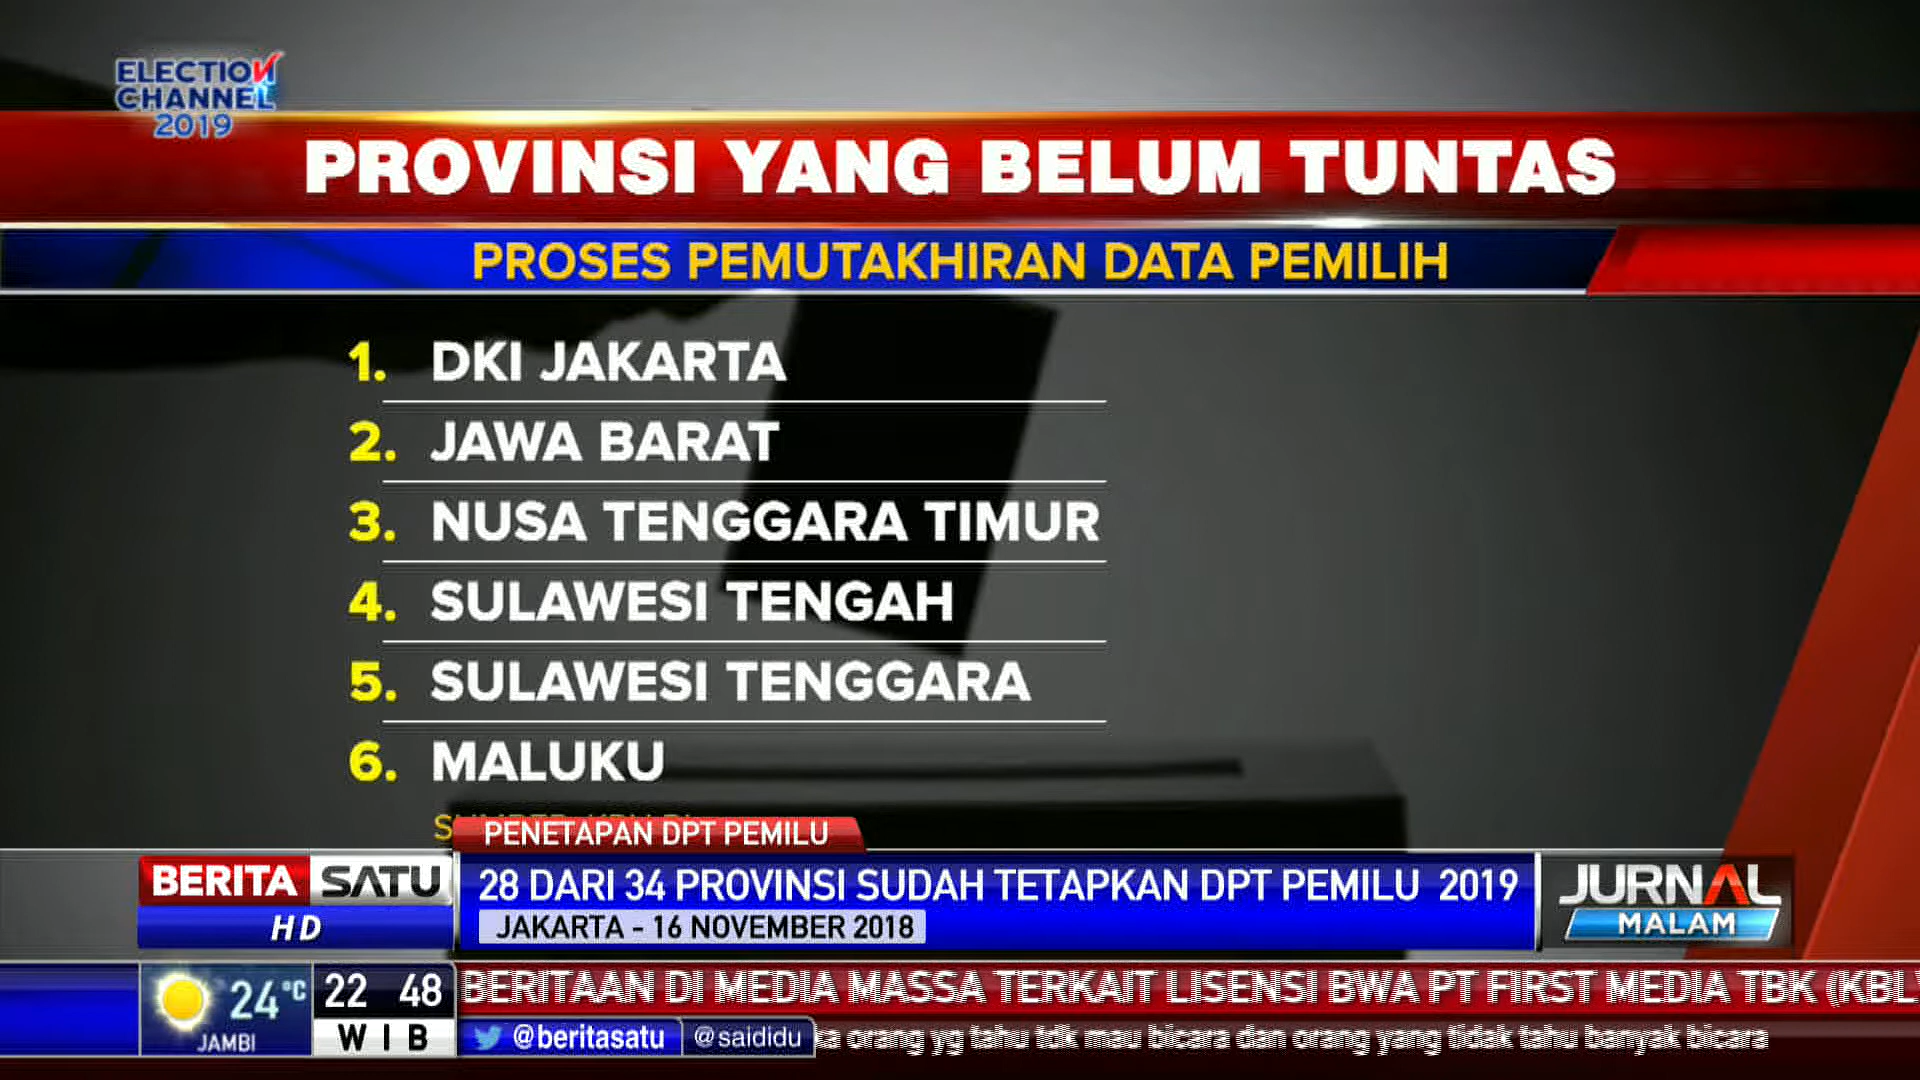 ELECTION
CHANNEL
2019
PROVINSI YANG BELUM TUNTAS
PROSES PEMUTAKHIRAN DATA PEMILIH
1. DKI JAKARTA
2. JAWA BARAT
3. NUSA TENGGARA TIMUR
4. SULAWESI TENGAH
5. SULAWESI TENGGARA
6. MALUKU
PENETAPAN DPT PEMILU
BERITA SATU
HD
28 DARI 34 PROVINSI SUDAH TETAPKAN DPT PEMILU 2019
JAKARTA - 16 NOVEMBER 2018
JURNAL
MALAM
24°C
JAMBI
22 48
WIB
BERITAAN DI MEDIA MASSA TERKAIT LISENSI BWA PT FIRST MEDIA TBK (KBLV
@beritasatu
@saididu
ka orang yg tahu tdk mau bicara dan orang yang tidak tahu banyak bicara